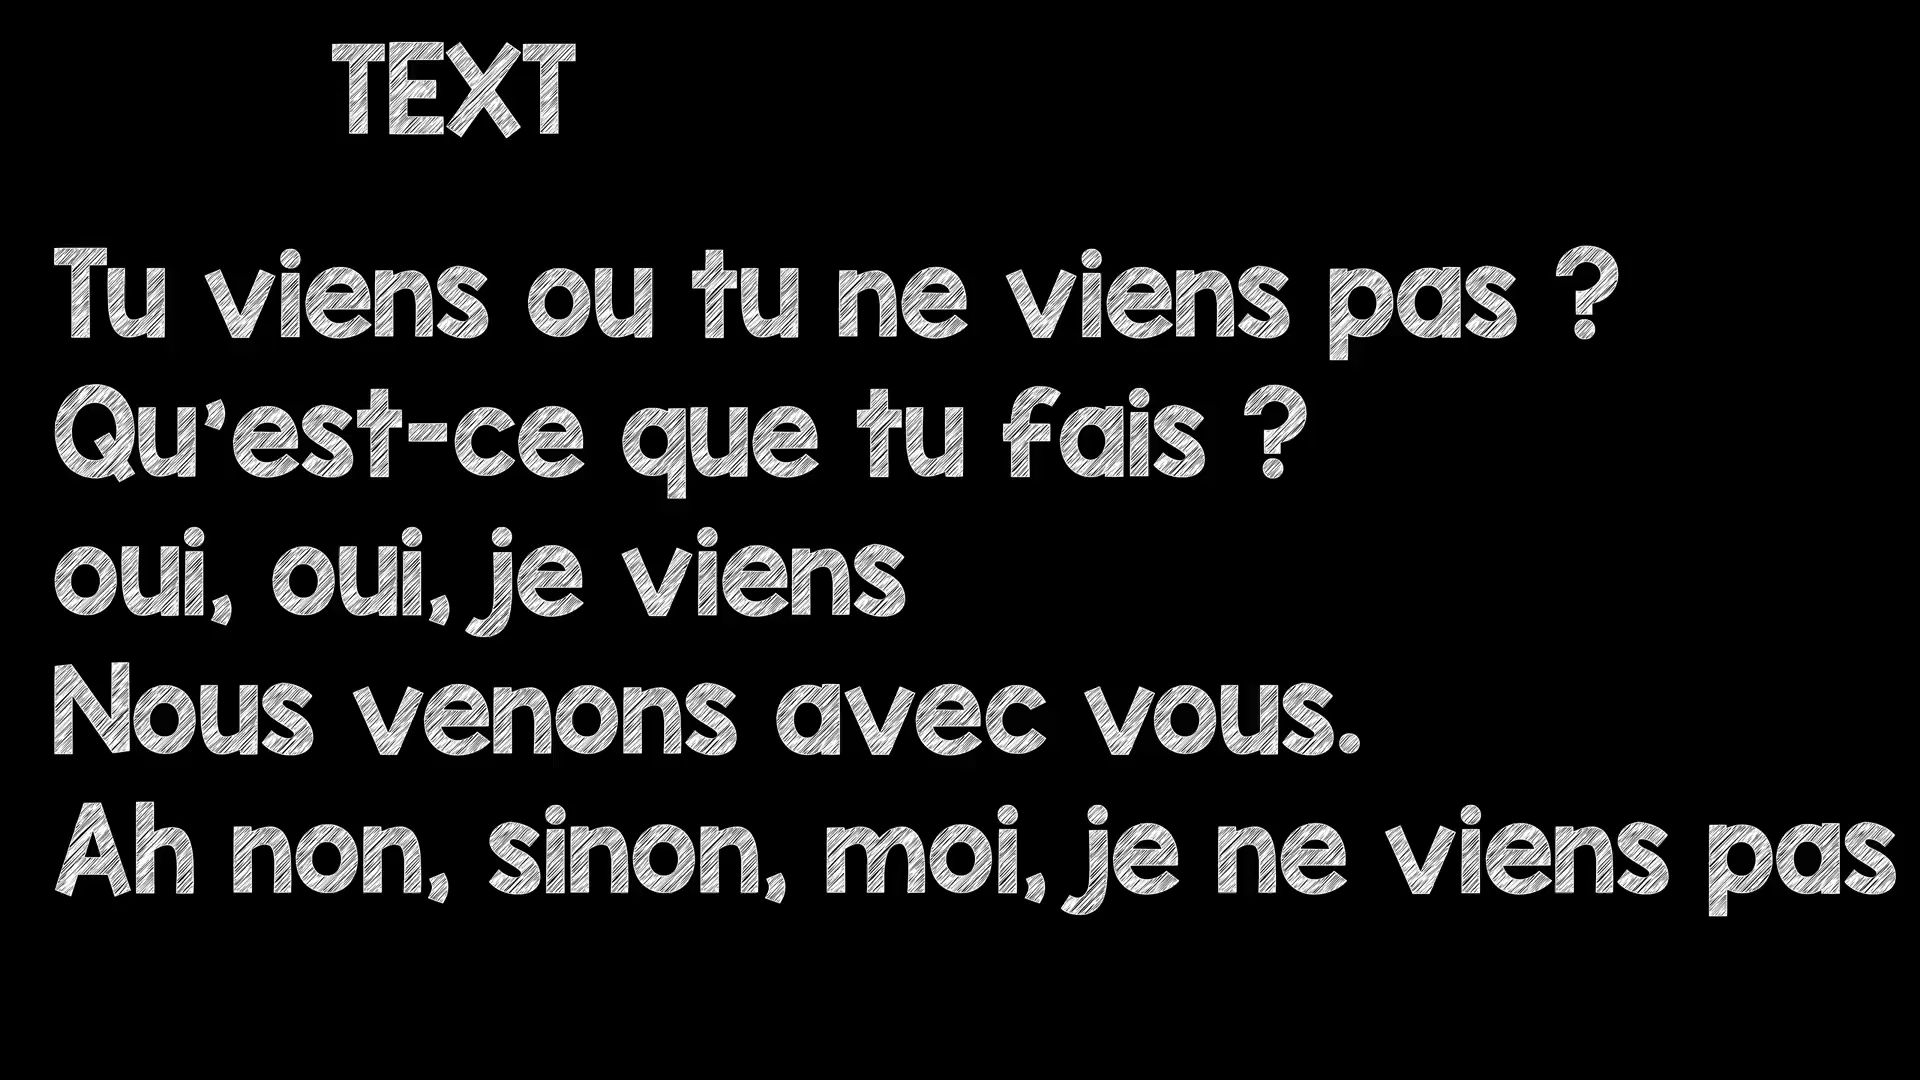 TEXT
Tu viens ou tu ne viens pas ?
Qu'est-ce que tu fais ?
oui, oui, je viens
Nous venons avec vous.
Ah non, sinon, moi, je ne viens pas